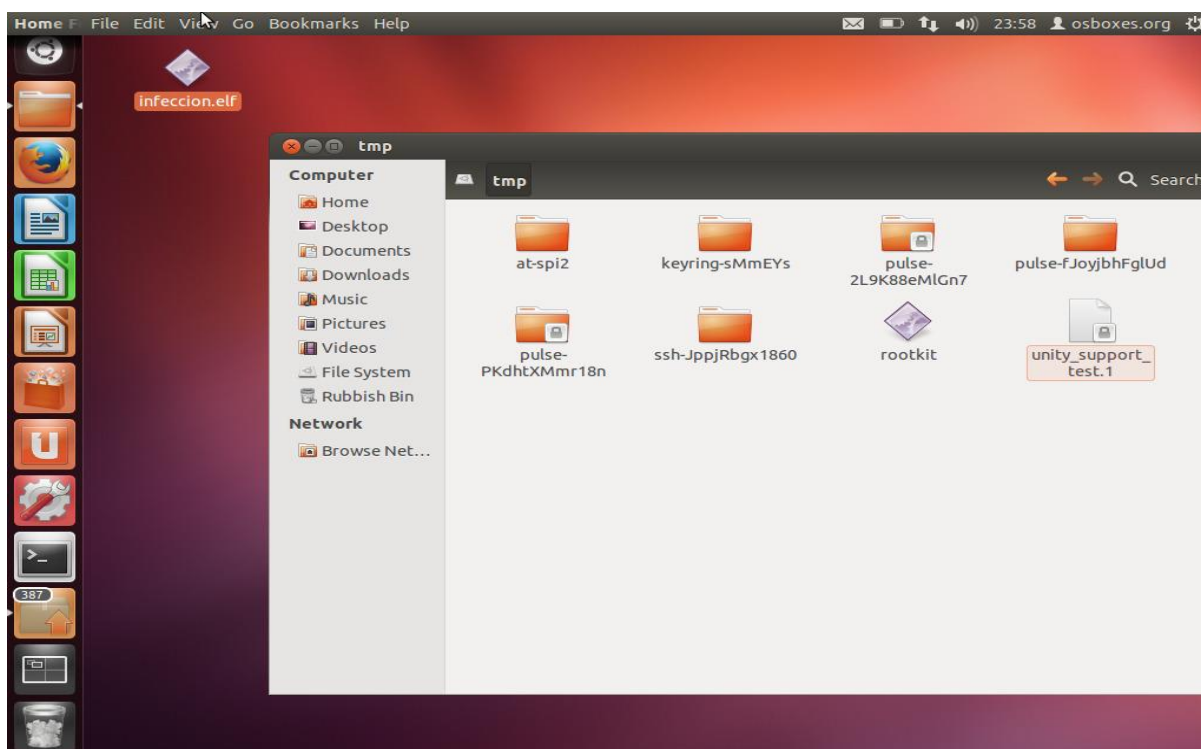 Home F File Edit View Go Bookmarks Help 23:58 osboxes.org
infeccion.elf
tmp
Computer
Home
Desktop
Documents
Downloads
Music
Pictures
Videos
File System
Rubbish Bin
Network
Browse Net...
tmp
Search
at-spi2
keyring-sMmEYs
pulse-
2L9K88eMlGn7
pulse-fJoyjbhFglUd
pulse-
PKdhtXMmr18n
ssh-JppjRbgx1860
rootkit
unity_support_
test.1
>_
387